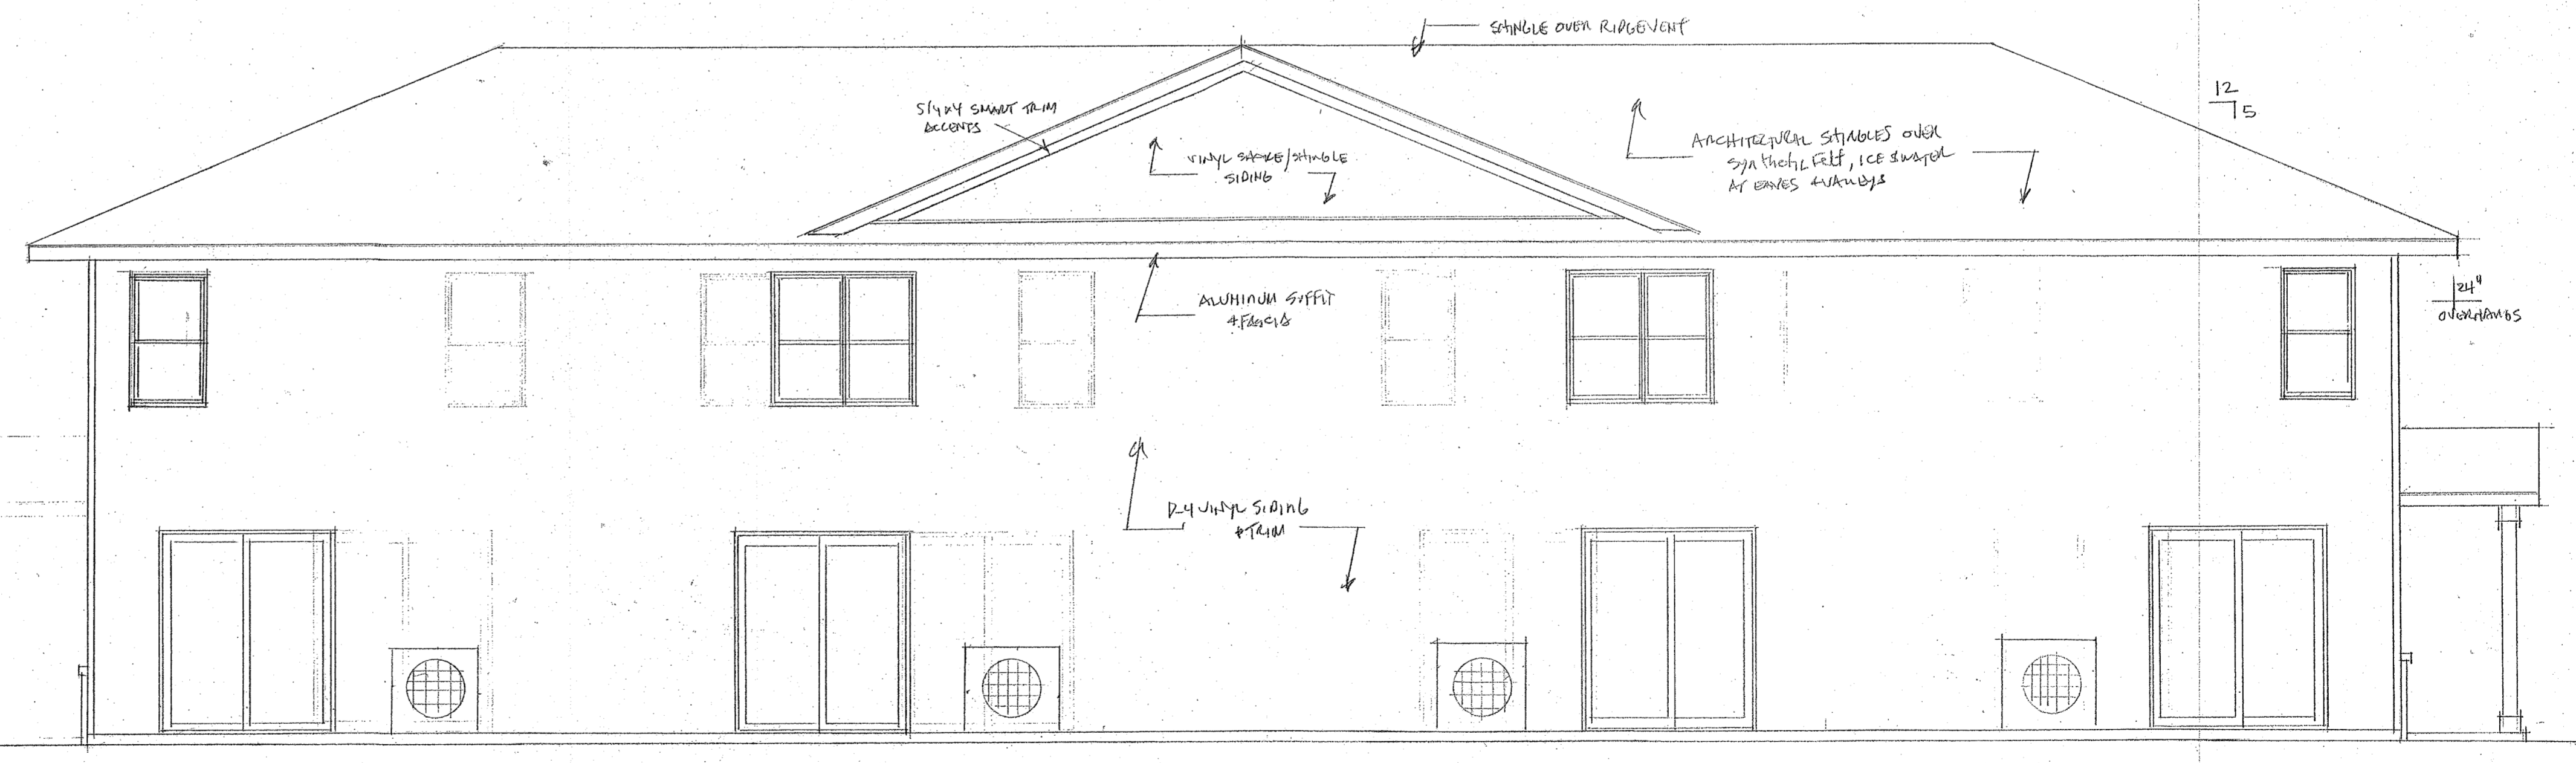 SHINGLE OVER RIDGEVENT
12
5
5/4x4 SMART TRIM
ACCENTS
VINYL SHAKE/SHINGLE
SIDING
ARCHITECTURAL SHINGLES OVER
Synthetic Felt, ICE & WATER
AT EAVES & VALLEYS
ALUMINUM SOFFIT
& FASCIA
24"
OVERHANGS
D-4 VINYL SIDING
& TRIM